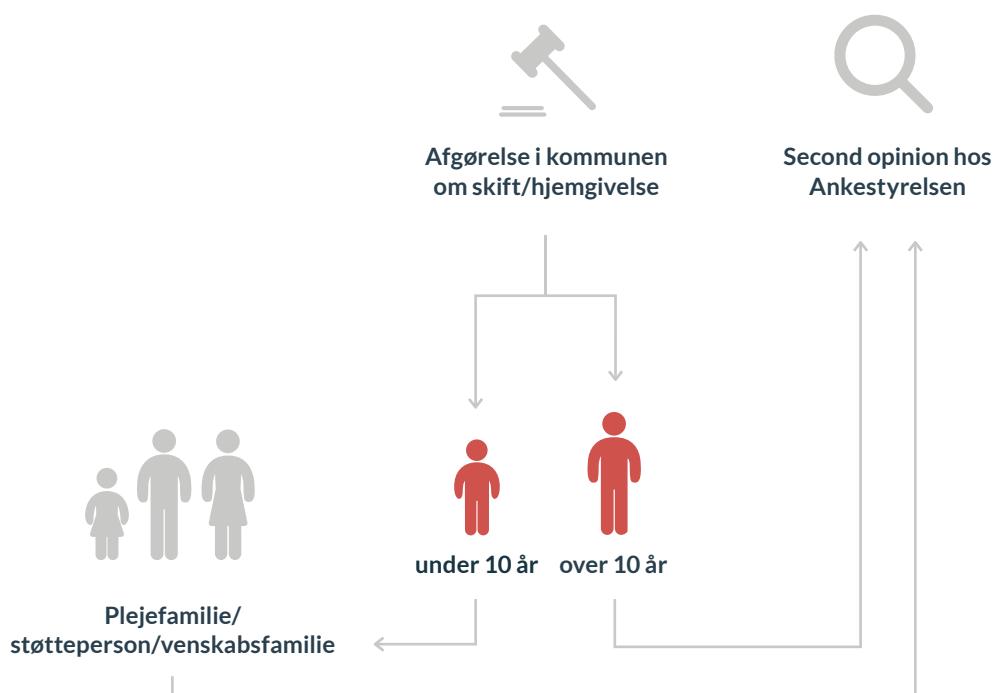 Afgørelse i kommunen
om skift/hjemgivelse
Second opinion hos
Ankestyrelsen
under 10 år
over 10 år
Plejefamilie/
støtteperson/venskabsfamilie